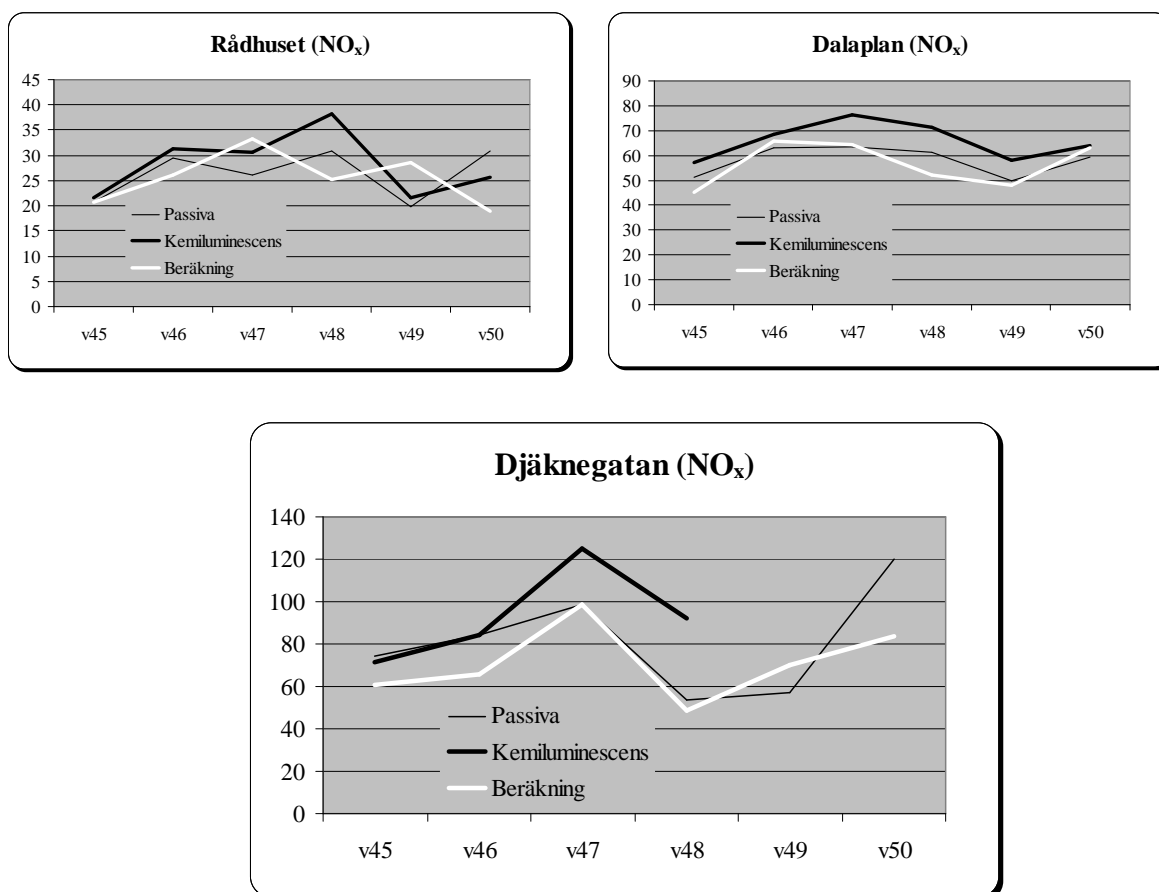 Rådhuset (NOx)
45
40
35
30
25
20
15
10
5
0
Passiva
Kemiluminescens
Beräkning
v45 v46 v47 v48 v49 v50
Dalaplan (NOx)
90
80
70
60
50
40
30
20
10
0
Passiva
Kemiluminescens
Beräkning
v45 v46 v47 v48 v49 v50
Djäknegatan (NOx)
140
120
100
80
60
40
20
0
Passiva
Kemiluminescens
Beräkning
v45 v46 v47 v48 v49 v50